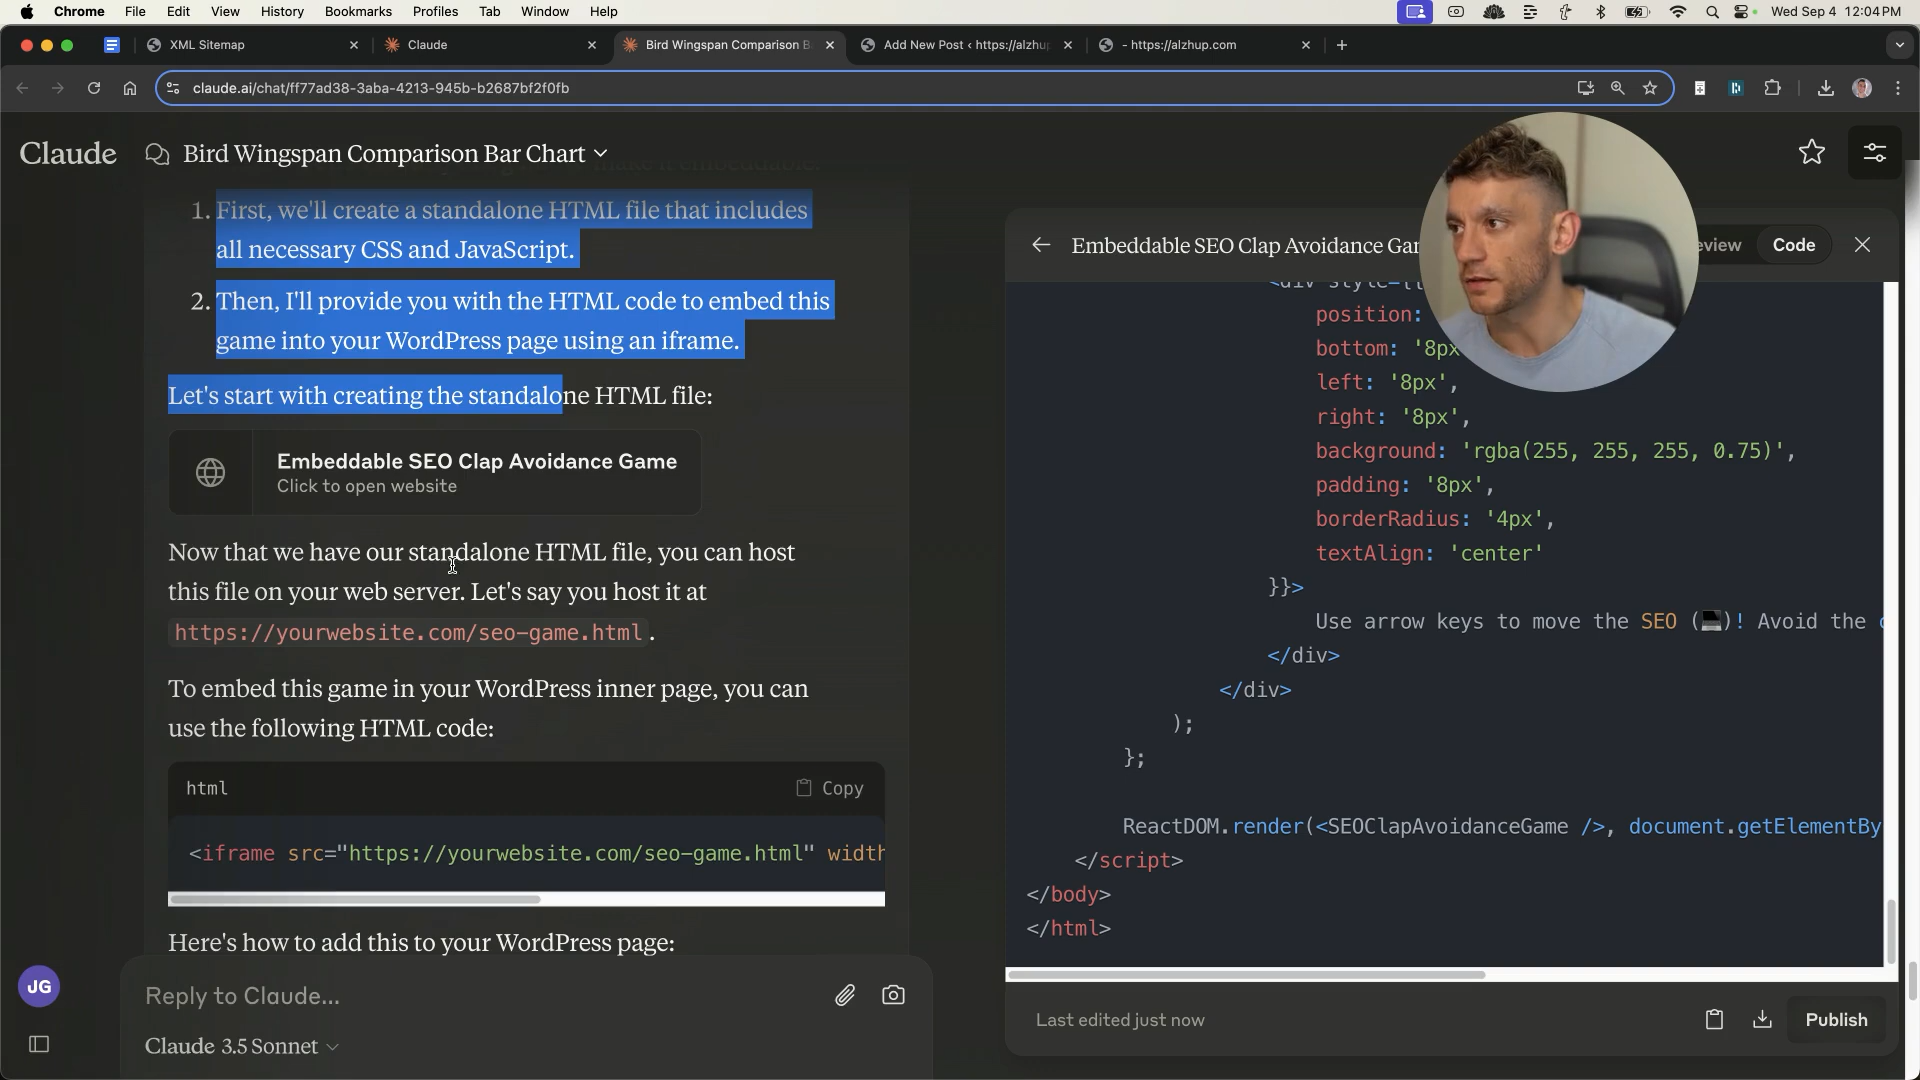 Chrome File Edit View History Bookmarks Profiles Tab Window Help Wed Sep 4 12:04 PM
XML Sitemap Claude Bird Wingspan Comparison B Add New Post ‹ https://alzhup - https://alzhup.com
claude.ai/chat/ff77ad38-3aba-4213-945b-b2687bf2f0fb
Claude Bird Wingspan Comparison Bar Chart
1. First, we'll create a standalone HTML file that includes
all necessary CSS and JavaScript.
2. Then, I'll provide you with the HTML code to embed this
game into your WordPress page using an iframe.
Let's start with creating the standalone HTML file:
Embeddable SEO Clap Avoidance Game
Click to open website
Now that we have our standalone HTML file, you can host
this file on your web server. Let's say you host it at
https://yourwebsite.com/seo-game.html.
To embed this game in your WordPress inner page, you can
use the following HTML code:
html Copy
<iframe src="https://yourwebsite.com/seo-game.html" width
Here's how to add this to your WordPress page:
JG
Reply to Claude...
Claude 3.5 Sonnet
Embeddable SEO Clap Avoidance Gar eview Code
<div style={{
position:
bottom: '8px
left: '8px',
right: '8px',
background: 'rgba(255, 255, 255, 0.75)',
padding: '8px',
borderRadius: '4px',
textAlign: 'center'
}}>
Use arrow keys to move the SEO (💻)! Avoid the
</div>
</div>
);
};
ReactDOM.render(<SEOClapAvoidanceGame />, document.getElementBy
</script>
</body>
</html>
Last edited just now Publish